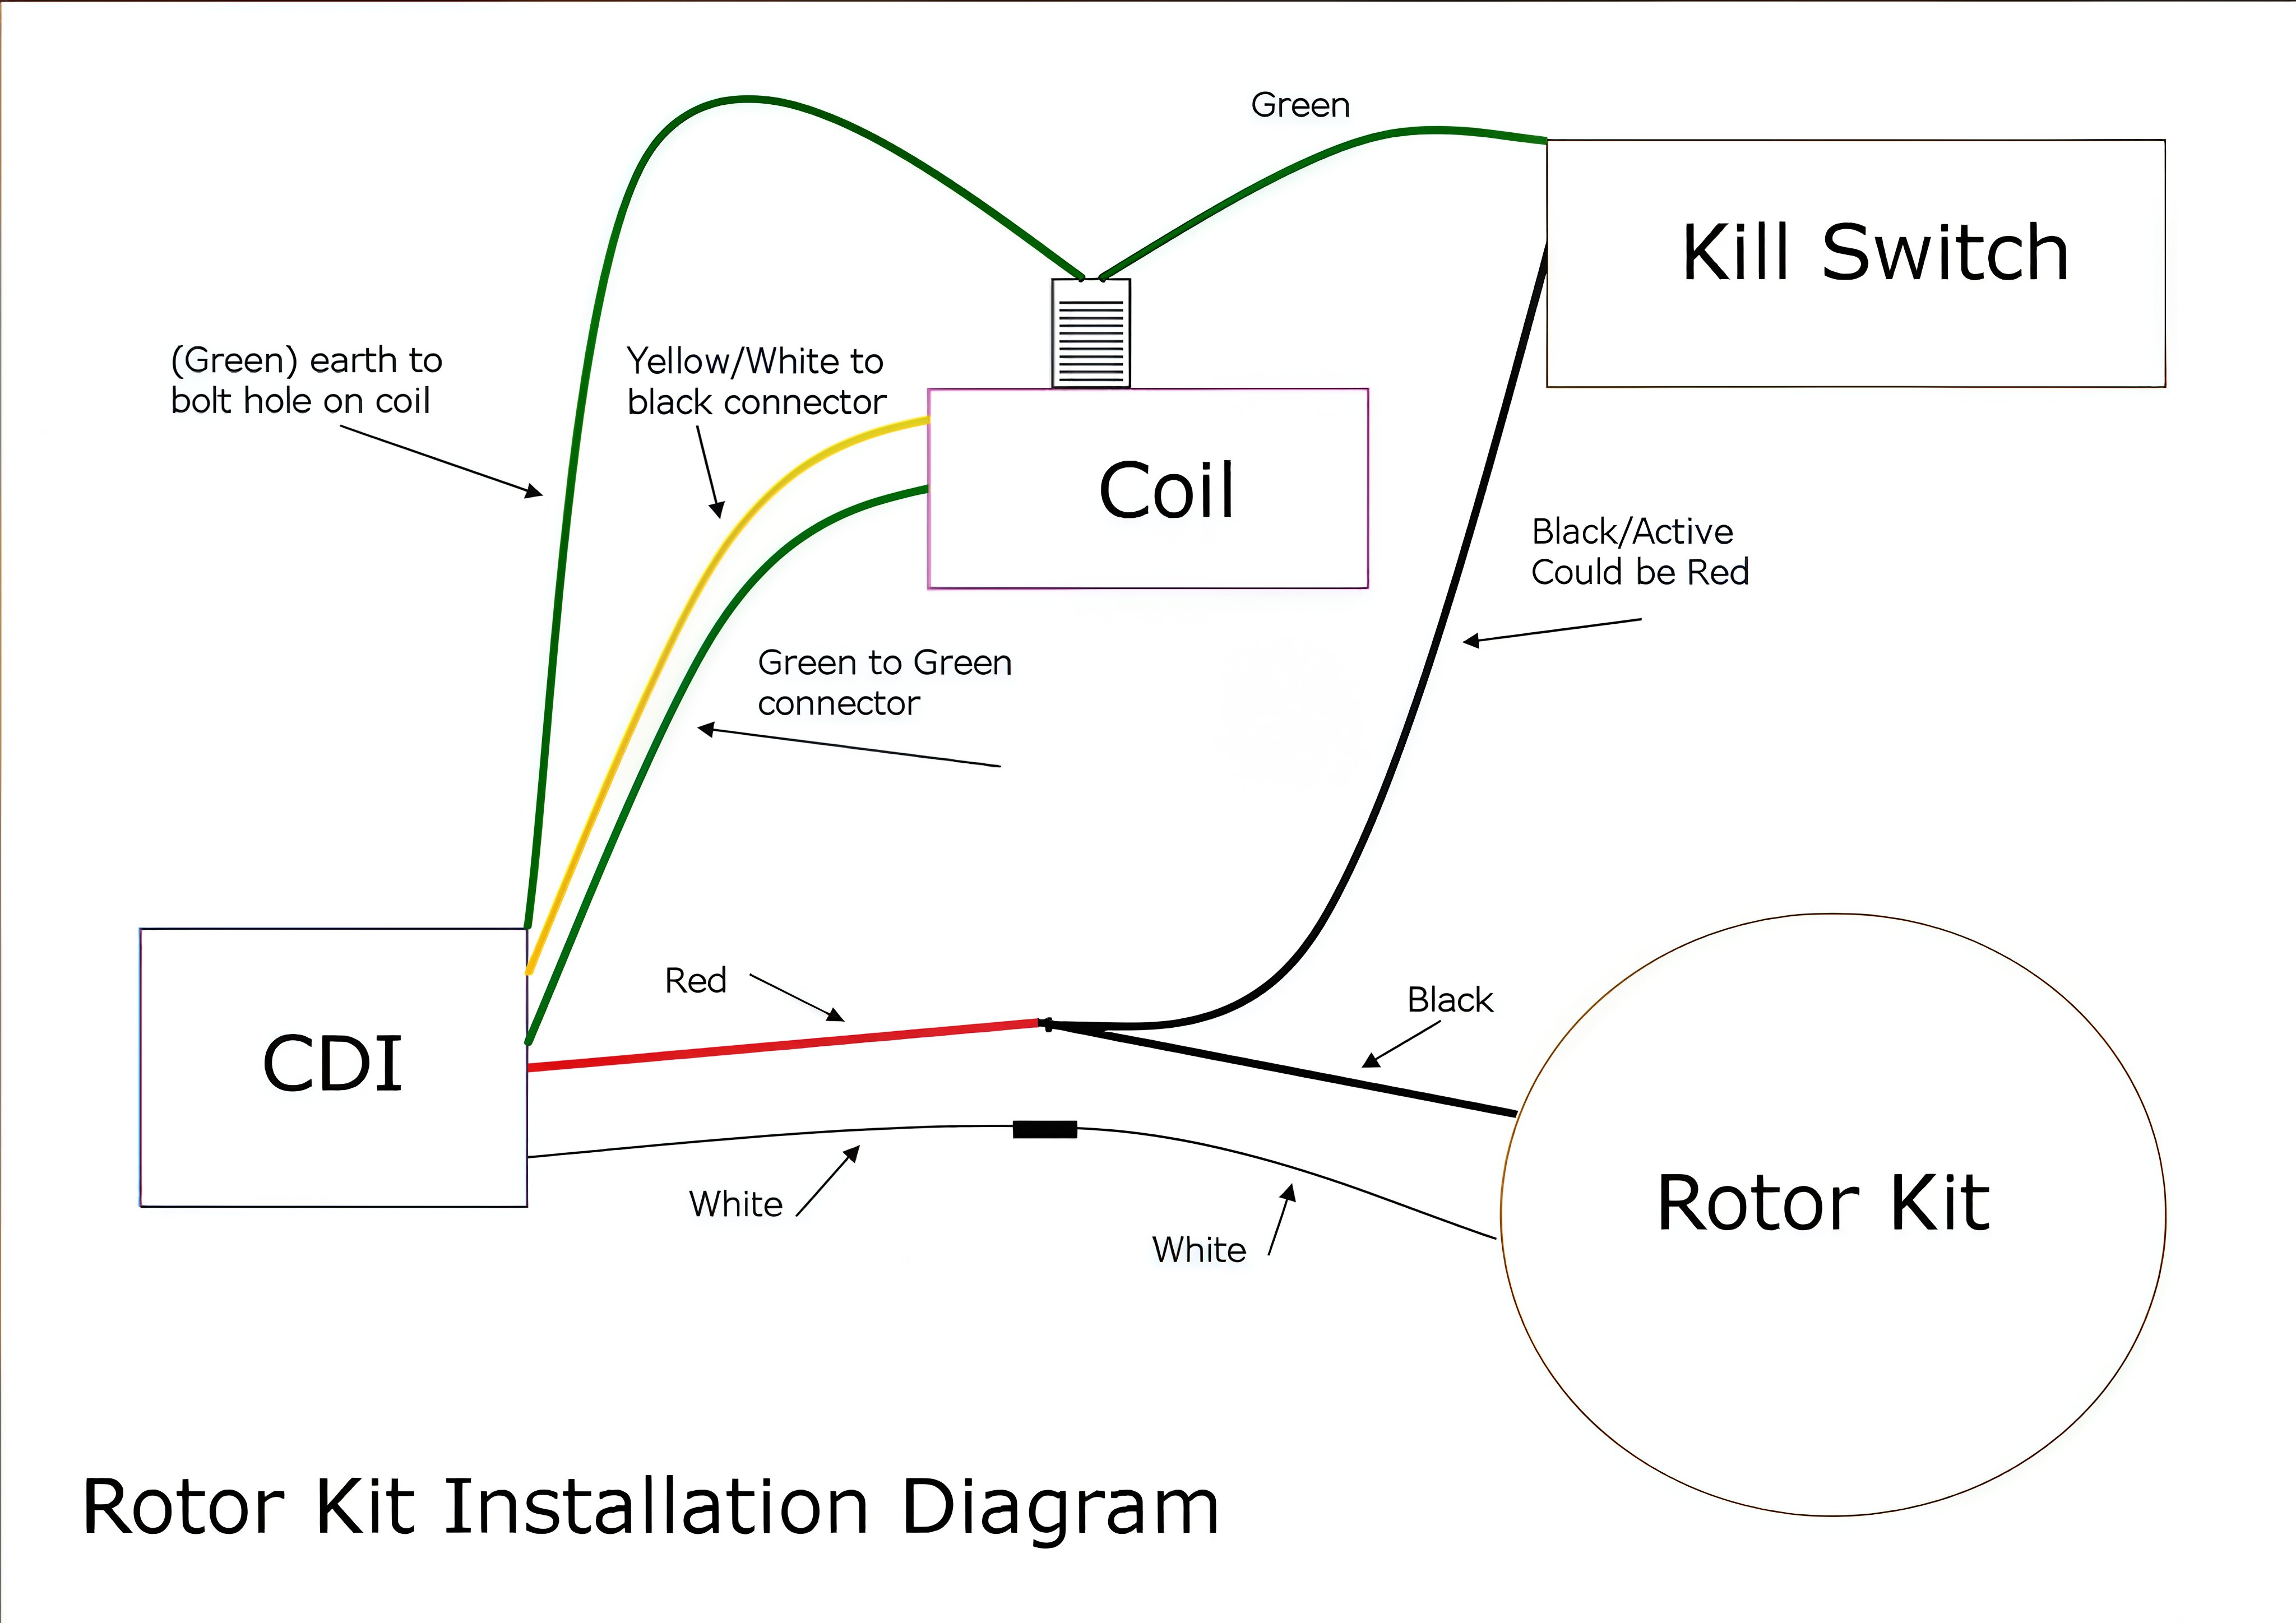 Green
Kill Switch
(Green) earth to
bolt hole on coil
Yellow/White to
black connector
Coil
Black/Active
Could be Red
Green to Green
connector
Red
Black
CDI
White
White
Rotor Kit
Rotor Kit Installation Diagram